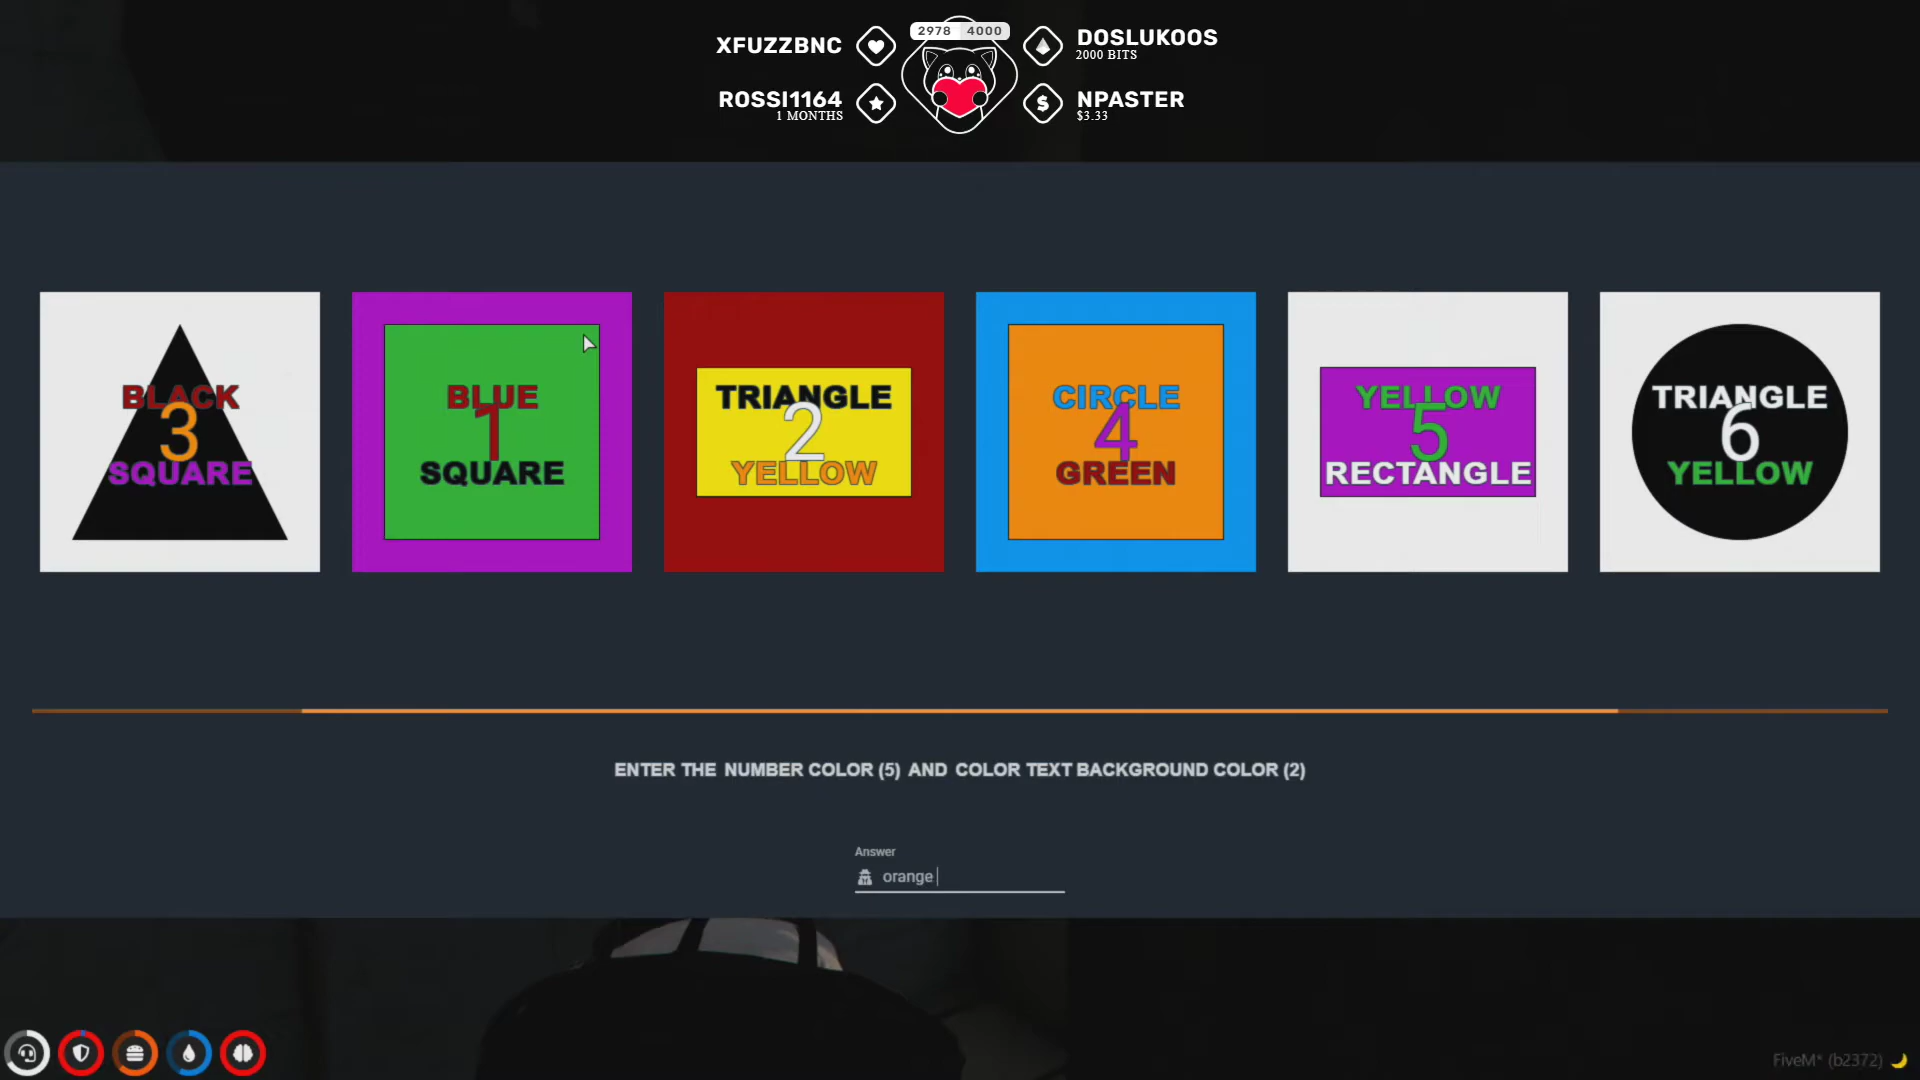 XFUZZBNC
2978 4000
DOSLUKOOS
2000 BITS
ROSSI1164
1 MONTHS
NPASTER
$3.33
BLACK
3
SQUARE
BLUE
1
SQUARE
TRIANGLE
2
YELLOW
CIRCLE
4
GREEN
YELLOW
5
RECTANGLE
TRIANGLE
6
YELLOW
ENTER THE NUMBER COLOR (5) AND COLOR TEXT BACKGROUND COLOR (2)
Answer
orange
FiveM* (b2372)